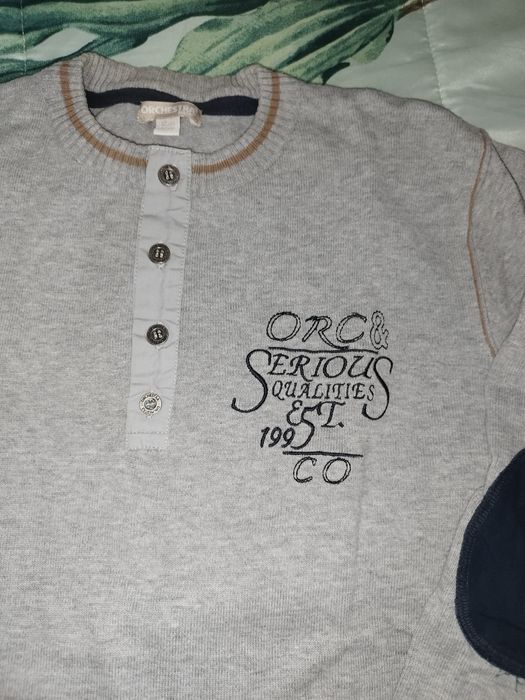 ORCHESTRA
ORC&
SERIOUS
QUALITIES
EST.
1995
CO